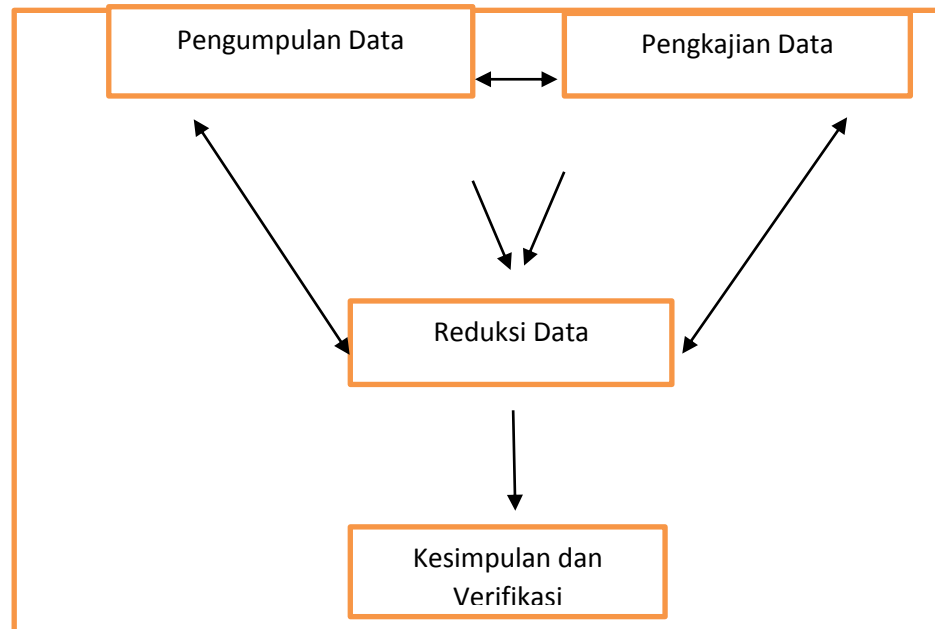 Pengumpulan Data
Pengkajian Data
Reduksi Data
Kesimpulan dan
Verifikasi